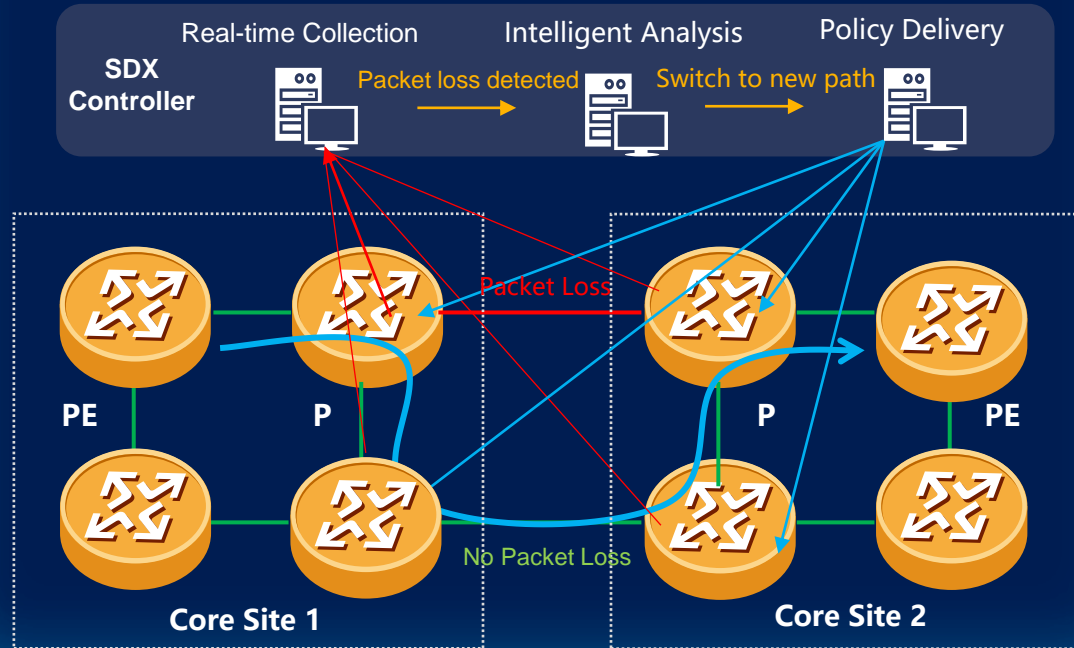 Real-time Collection
Intelligent Analysis
Policy Delivery
SDX
Controller
Packet loss detected
Switch to new path
Packet Loss
PE
P
P
PE
No Packet Loss
Core Site 1
Core Site 2